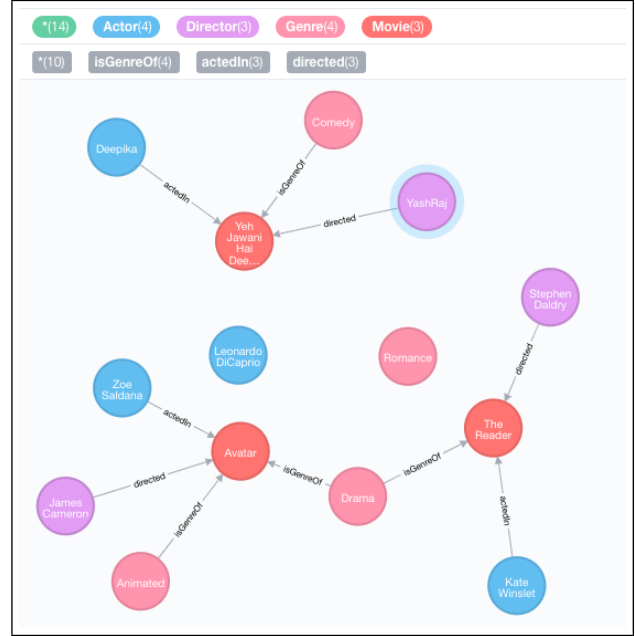 *(14) Actor(4) Director(3) Genre(4) Movie(3)
*(10) isGenreOf(4) actedIn(3) directed(3)
Comedy
Deepika
isGenreOf
actedIn
YashRaj
directed
Yeh
Jawani
Hai
Dee...
Stephen
Daldry
directed
Leonardo
DiCaprio
Romance
Zoe
Saldana
actedIn
The
Reader
Avatar
isGenreOf
isGenreOf
directed
Drama
James
Cameron
isGenreOf
actedIn
Animated
Kate
Winslet